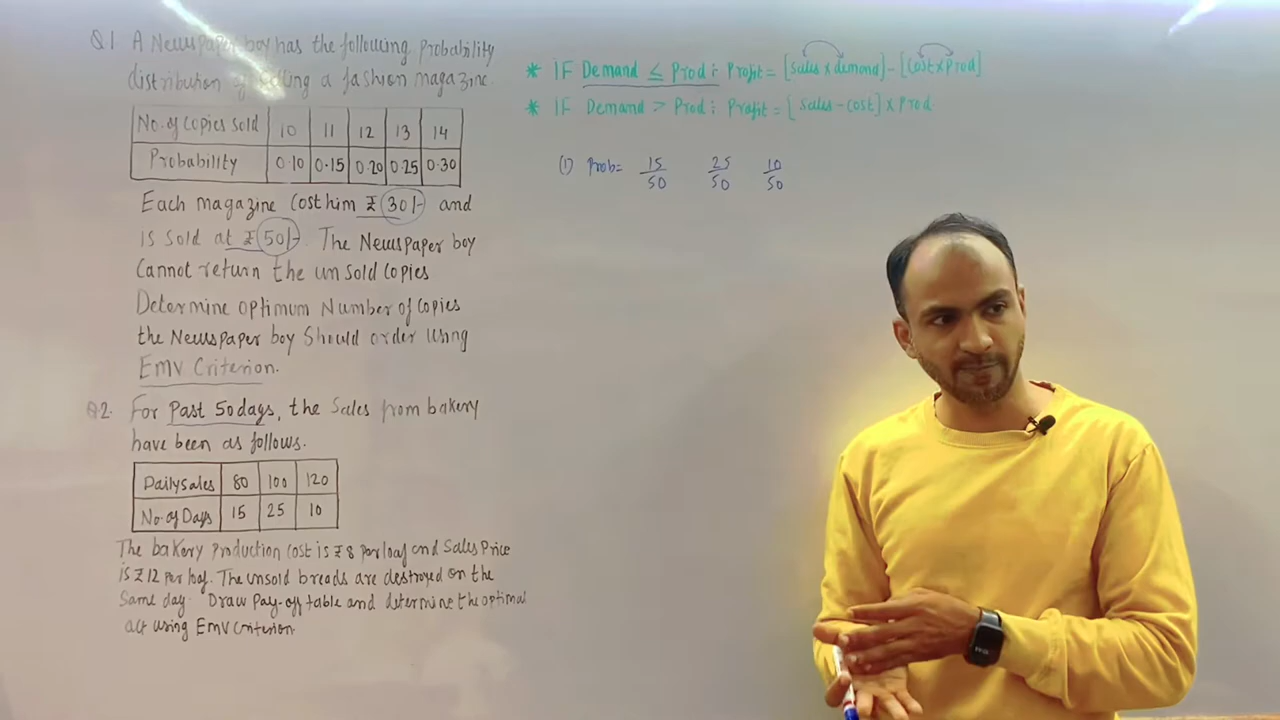 Q1 A Newspaper boy has the following Probability
distribution of selling a fashion magazine.
No. of Copies Sold 10 11 12 13 14
Probability 0.10 0.15 0.20 0.25 0.30
Each magazine Cost him ₹ 30/- and
is sold at ₹ 50/-. The Newspaper boy
Cannot return the unsold copies
Determine optimum Number of copies
the Newspaper boy Should order Using
EMV Criterion.
Q2. For Past 50 days, the Sales from bakery
have been as follows.
Daily sales 80 100 120
No. of Days 15 25 10
The bakery Production Cost is ₹ 8 Per loaf and Sales Price
is ₹ 12 Per loaf. The unsold breads are destroyed on the
Same day. Draw Pay-off table and determine the optimal
act using EMV Criterion.
* IF Demand ≤ Prod : Profit = [Sales × demand] - [Cost × Prod]
* IF Demand > Prod : Profit = [Sales - Cost] × Prod
(1) Prob = 15/50 25/50 10/50